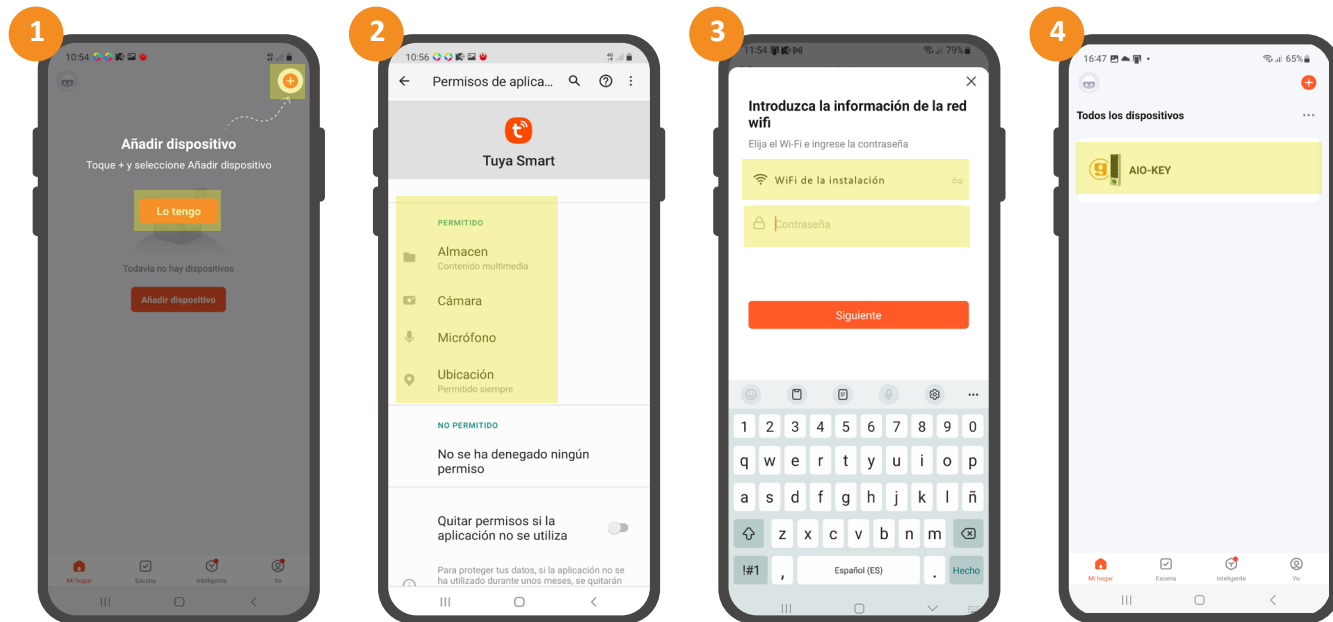 1
10:54
Añadir dispositivo
Toque + y seleccione Añadir dispositivo
Lo tengo
Todavía no hay dispositivos
Añadir dispositivo
Mi hogar
Escena
Inteligente
Yo
2
10:56
Permisos de aplica...
Tuya Smart
PERMITIDO
Almacen
Contenido multimedia
Cámara
Micrófono
Ubicación
Permitido siempre
NO PERMITIDO
No se ha denegado ningún
permiso
Quitar permisos si la
aplicación no se utiliza
Para proteger tus datos, si la aplicación no se
ha utilizado durante unos meses, se quitarán
3
11:54
79%
Introduzca la información de la red
wifi
Elija el Wi-Fi e ingrese la contraseña
WiFi de la instalación
Contraseña
Siguiente
1 2 3 4 5 6 7 8 9 0
q w e r t y u i o p
a s d f g h j k l ñ
z x c v b n m
!#1 , Español (ES) . Hecho
4
16:47
65%
Todos los dispositivos
AIO-KEY
Mi hogar
Escena
Inteligente
Yo